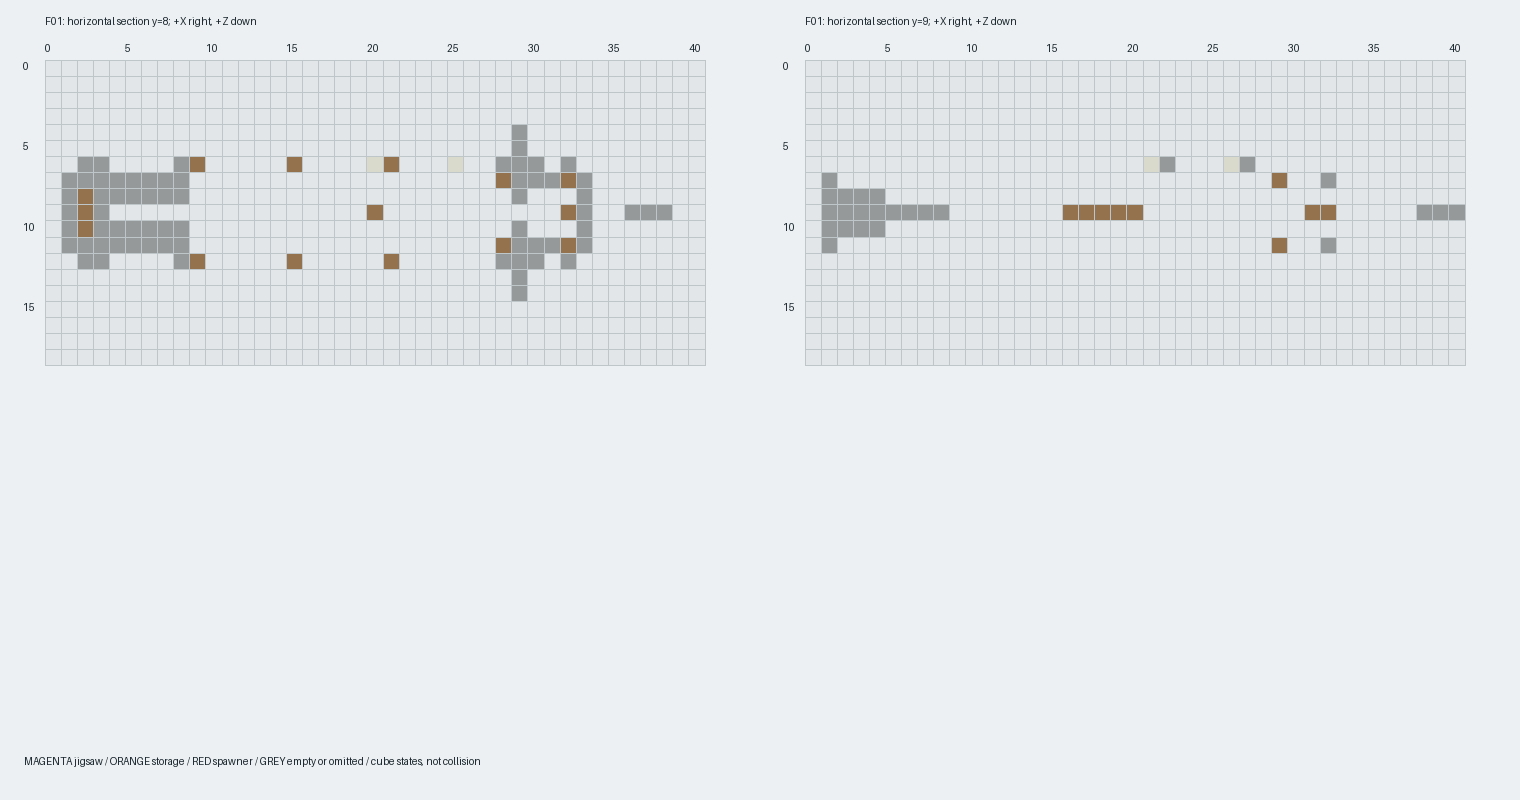 F01: horizontal section y=8; +X right, +Z down
0 5 10 15 20 25 30 35 40
0
5
10
15
F01: horizontal section y=9; +X right, +Z down
0 5 10 15 20 25 30 35 40
0
5
10
15
MAGENTA jigsaw / ORANGE storage / RED spawner / GREY empty or omitted / cube states, not collision